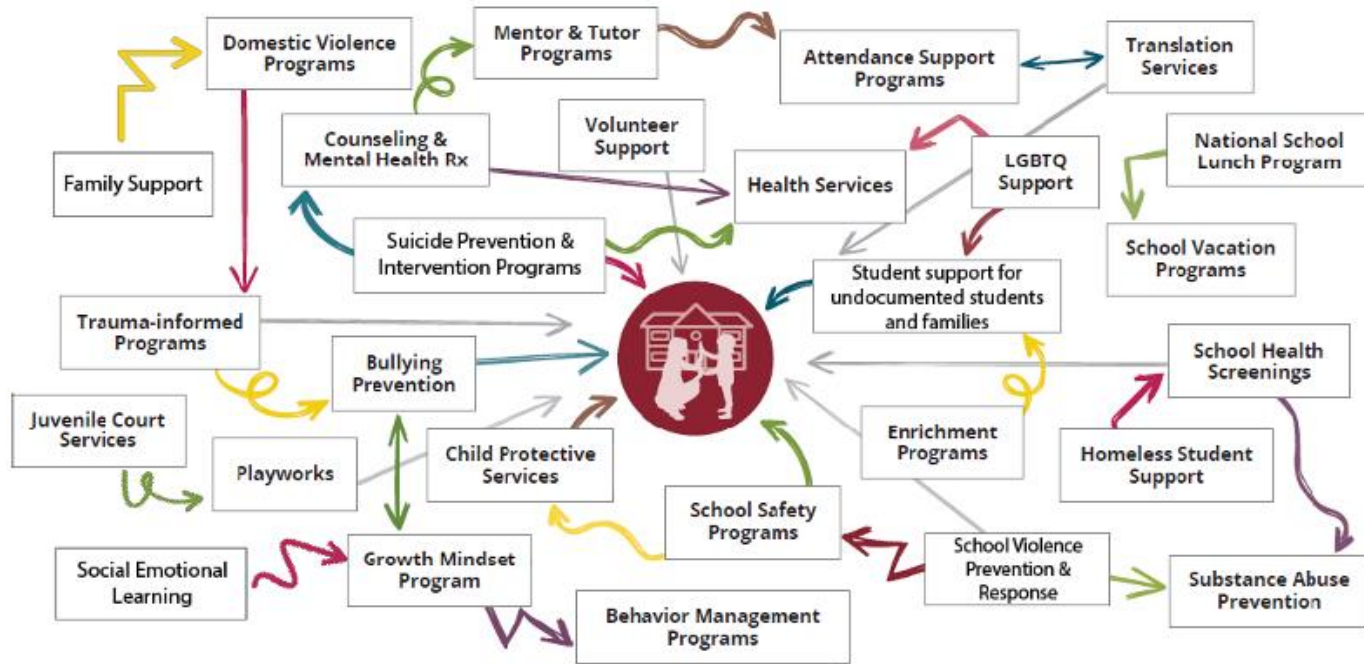 Domestic Violence
Programs
Mentor & Tutor
Programs
Attendance Support
Programs
Translation
Services
Family Support
Counseling &
Mental Health Rx
Volunteer
Support
Health Services
LGBTQ
Support
National School
Lunch Program
Suicide Prevention &
Intervention Programs
School Vacation
Programs
Student support for
undocumented students
and families
Trauma-informed
Programs
Bullying
Prevention
School Health
Screenings
Juvenile Court
Services
Playworks
Child Protective
Services
Enrichment
Programs
Homeless Student
Support
School Safety
Programs
Social Emotional
Learning
Growth Mindset
Program
School Violence
Prevention &
Response
Substance Abuse
Prevention
Behavior Management
Programs